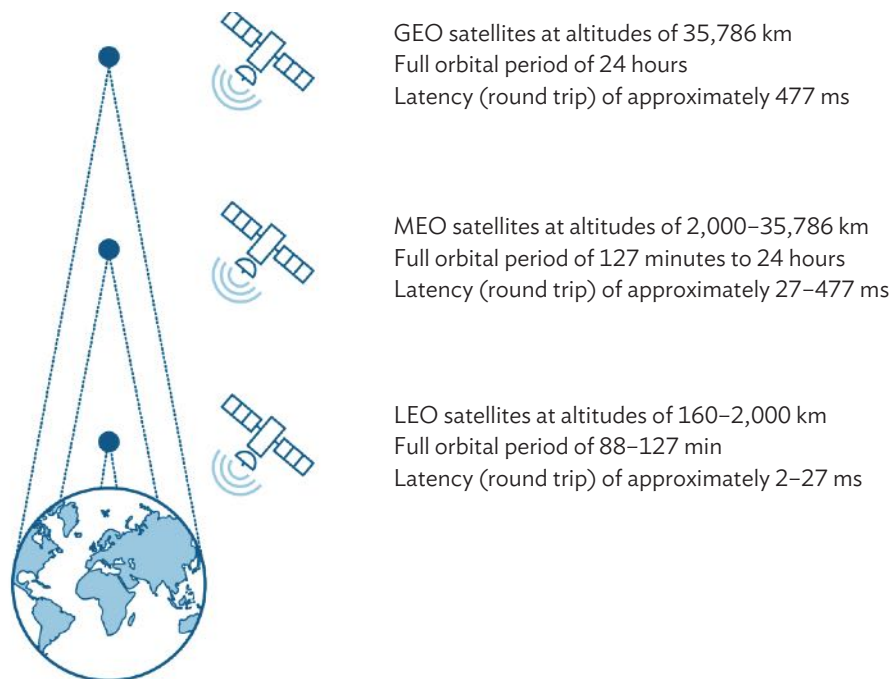 GEO satellites at altitudes of 35,786 km
Full orbital period of 24 hours
Latency (round trip) of approximately 477 ms
MEO satellites at altitudes of 2,000–35,786 km
Full orbital period of 127 minutes to 24 hours
Latency (round trip) of approximately 27–477 ms
LEO satellites at altitudes of 160–2,000 km
Full orbital period of 88–127 min
Latency (round trip) of approximately 2–27 ms